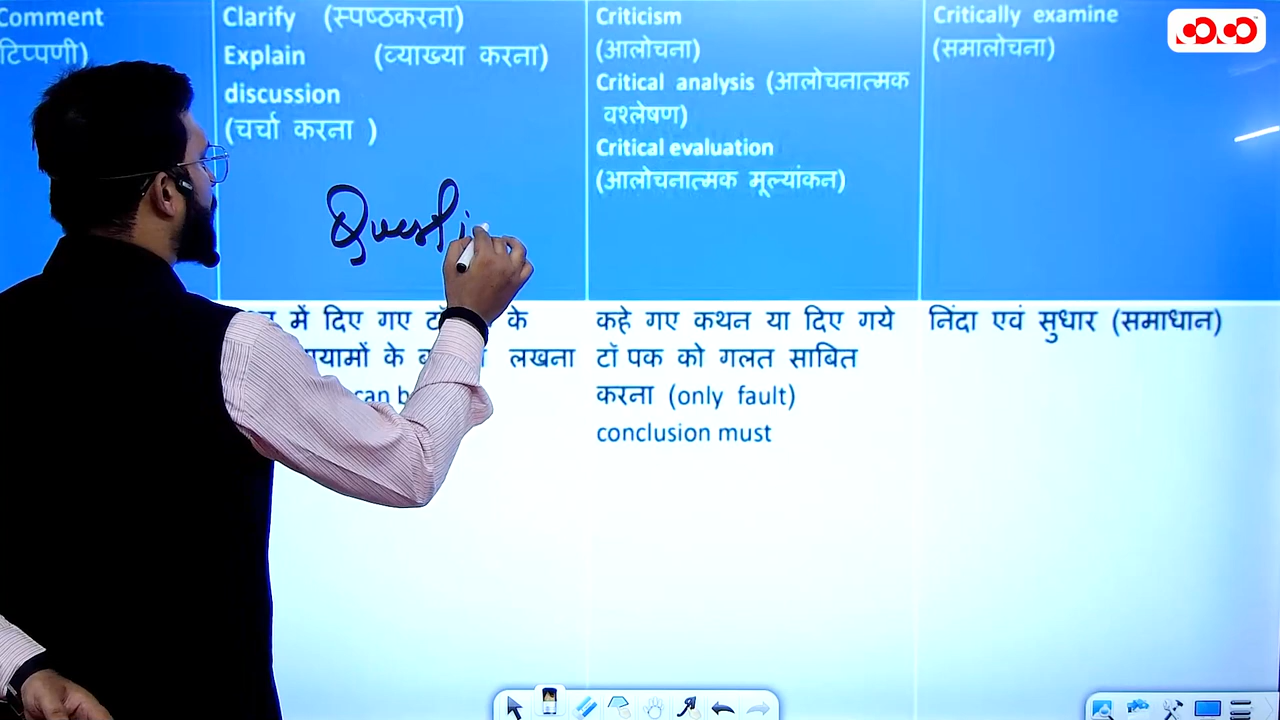 Comment
टिप्पणी)
Clarify (स्पष्ठकरना)
Explain (व्याख्या करना)
discussion
(चर्चा करना )
Criticism
(आलोचना)
Critical analysis (आलोचनात्मक
वश्लेषण)
Critical evaluation
(आलोचनात्मक मूल्यांकन)
Critically examine
(समालोचना)
Questi
में दिए गए के
के लखना
can
कहे गए कथन या दिए गये
टॉ पक को गलत साबित
करना (only fault)
conclusion must
निंदा एवं सुधार (समाधान)